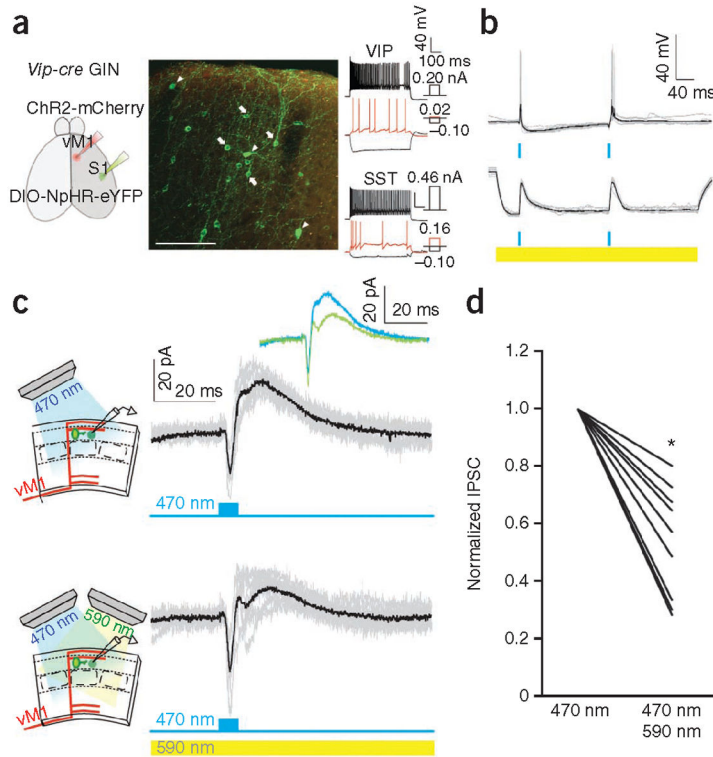 a
Vip-cre GIN
ChR2-mCherry
vM1
S1
DIO-NpHR-eYFP
VIP
40 mV
100 ms
0.20 nA
0.02
–0.10
SST
0.46 nA
0.16
–0.10
b
40 mV
40 ms
c
20 pA
20 ms
20 pA
20 ms
470 nm
vM1
470 nm
470 nm
590 nm
vM1
470 nm
590 nm
d
Normalized IPSC
1.2
1.0
0.8
0.6
0.4
0.2
0
*
470 nm
470 nm
590 nm